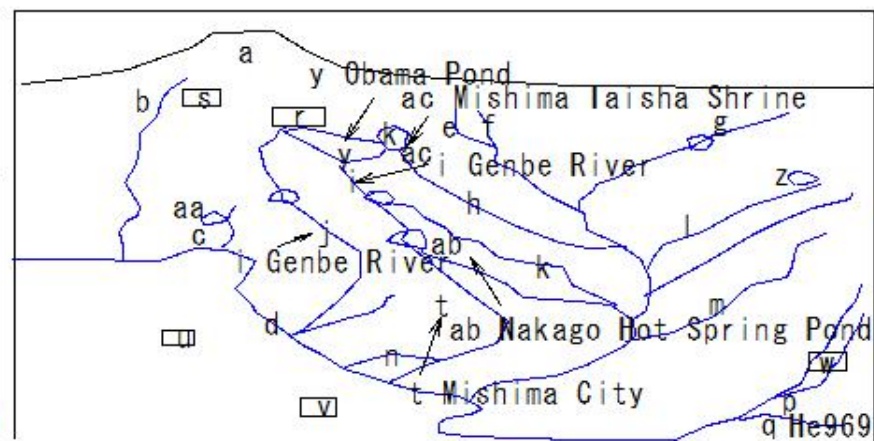 a
y Obama Pond
b
s
ac Mishima Taisha Shrine
r
k
e
f
g
y
ac
i Genbe River
i
z
h
aa
c
j
ab
l
i Genbe River
k
d
t
ab Nakago Hot Spring Pond
m
u
n
w
t Mishima City
v
p
q He969